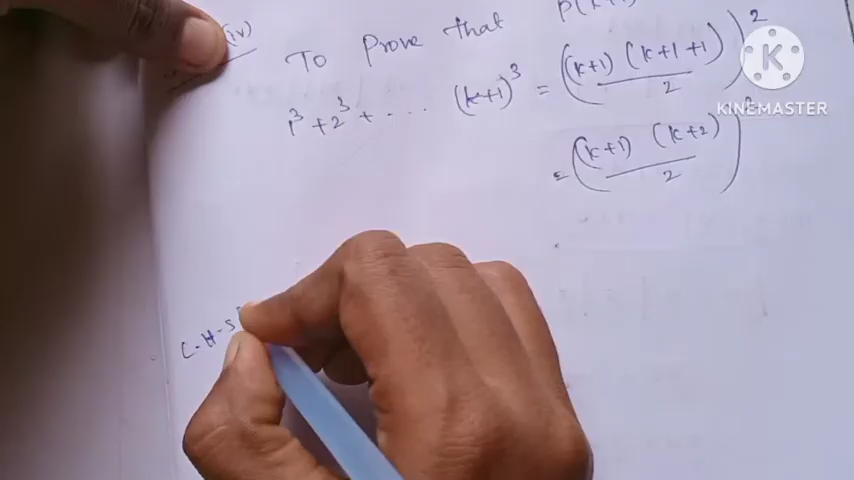 (iv)
To Prove that P(k+1)
1³ + 2³ + ... (k+1)³ = ((k+1) (k+1+1) / 2)²
= ((k+1) (k+2) / 2)²
L-H-S
K
KINEMASTER